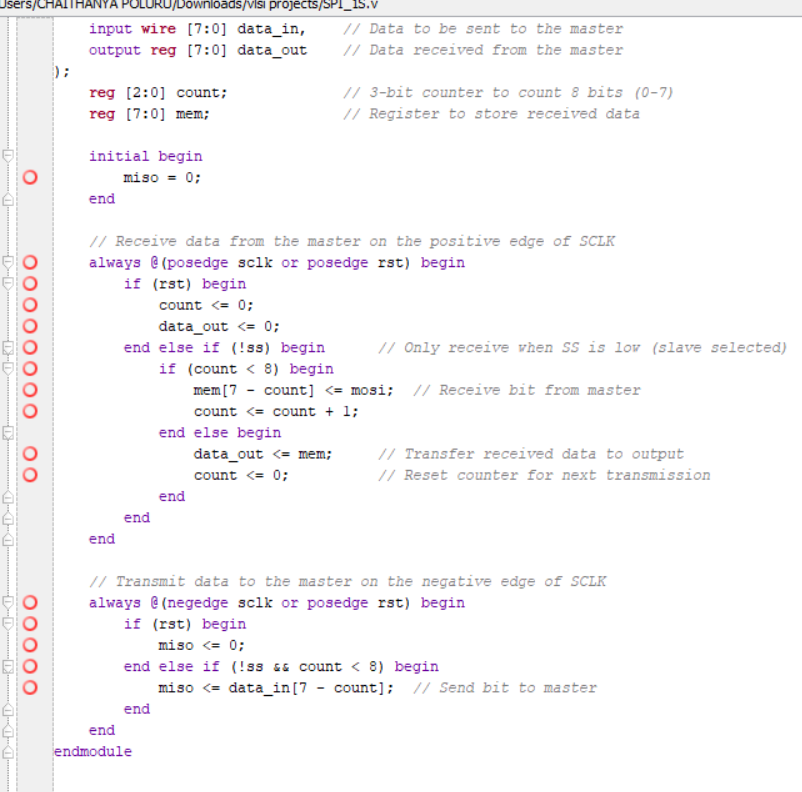 Users/CHAITHANYA POLURU/Downloads/vlsi projects/SPI_1S.v
    input wire [7:0] data_in,    // Data to be sent to the master
    output reg [7:0] data_out    // Data received from the master
);
    reg [2:0] count;             // 3-bit counter to count 8 bits (0-7)
    reg [7:0] mem;               // Register to store received data

    initial begin
        miso = 0;
    end

    // Receive data from the master on the positive edge of SCLK
    always @(posedge sclk or posedge rst) begin
        if (rst) begin
            count <= 0;
            data_out <= 0;
        end else if (!ss) begin      // Only receive when SS is low (slave selected)
            if (count < 8) begin
                mem[7 - count] <= mosi;  // Receive bit from master
                count <= count + 1;
            end else begin
                data_out <= mem;     // Transfer received data to output
                count <= 0;          // Reset counter for next transmission
            end
        end
    end

    // Transmit data to the master on the negative edge of SCLK
    always @(negedge sclk or posedge rst) begin
        if (rst) begin
            miso <= 0;
        end else if (!ss && count < 8) begin
            miso <= data_in[7 - count];  // Send bit to master
        end
    end
endmodule